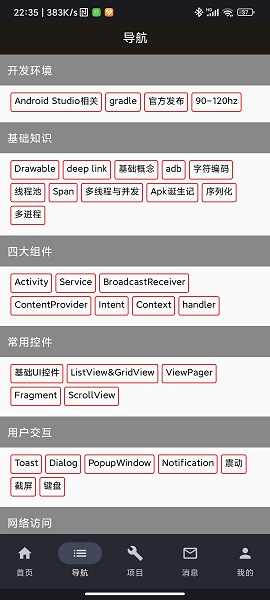 22:35 | 383K/s
87
导航
开发环境
Android Studio相关 gradle 官方发布 90-120hz
基础知识
Drawable deep link 基础概念 adb 字符编码
线程池 Span 多线程与并发 Apk诞生记 序列化
多进程
四大组件
Activity Service BroadcastReceiver
ContentProvider Intent Context handler
常用控件
基础UI控件 ListView&GridView ViewPager
Fragment ScrollView
用户交互
Toast Dialog PopupWindow Notification 震动
截屏 键盘
网络访问
首页 导航 项目 消息 我的